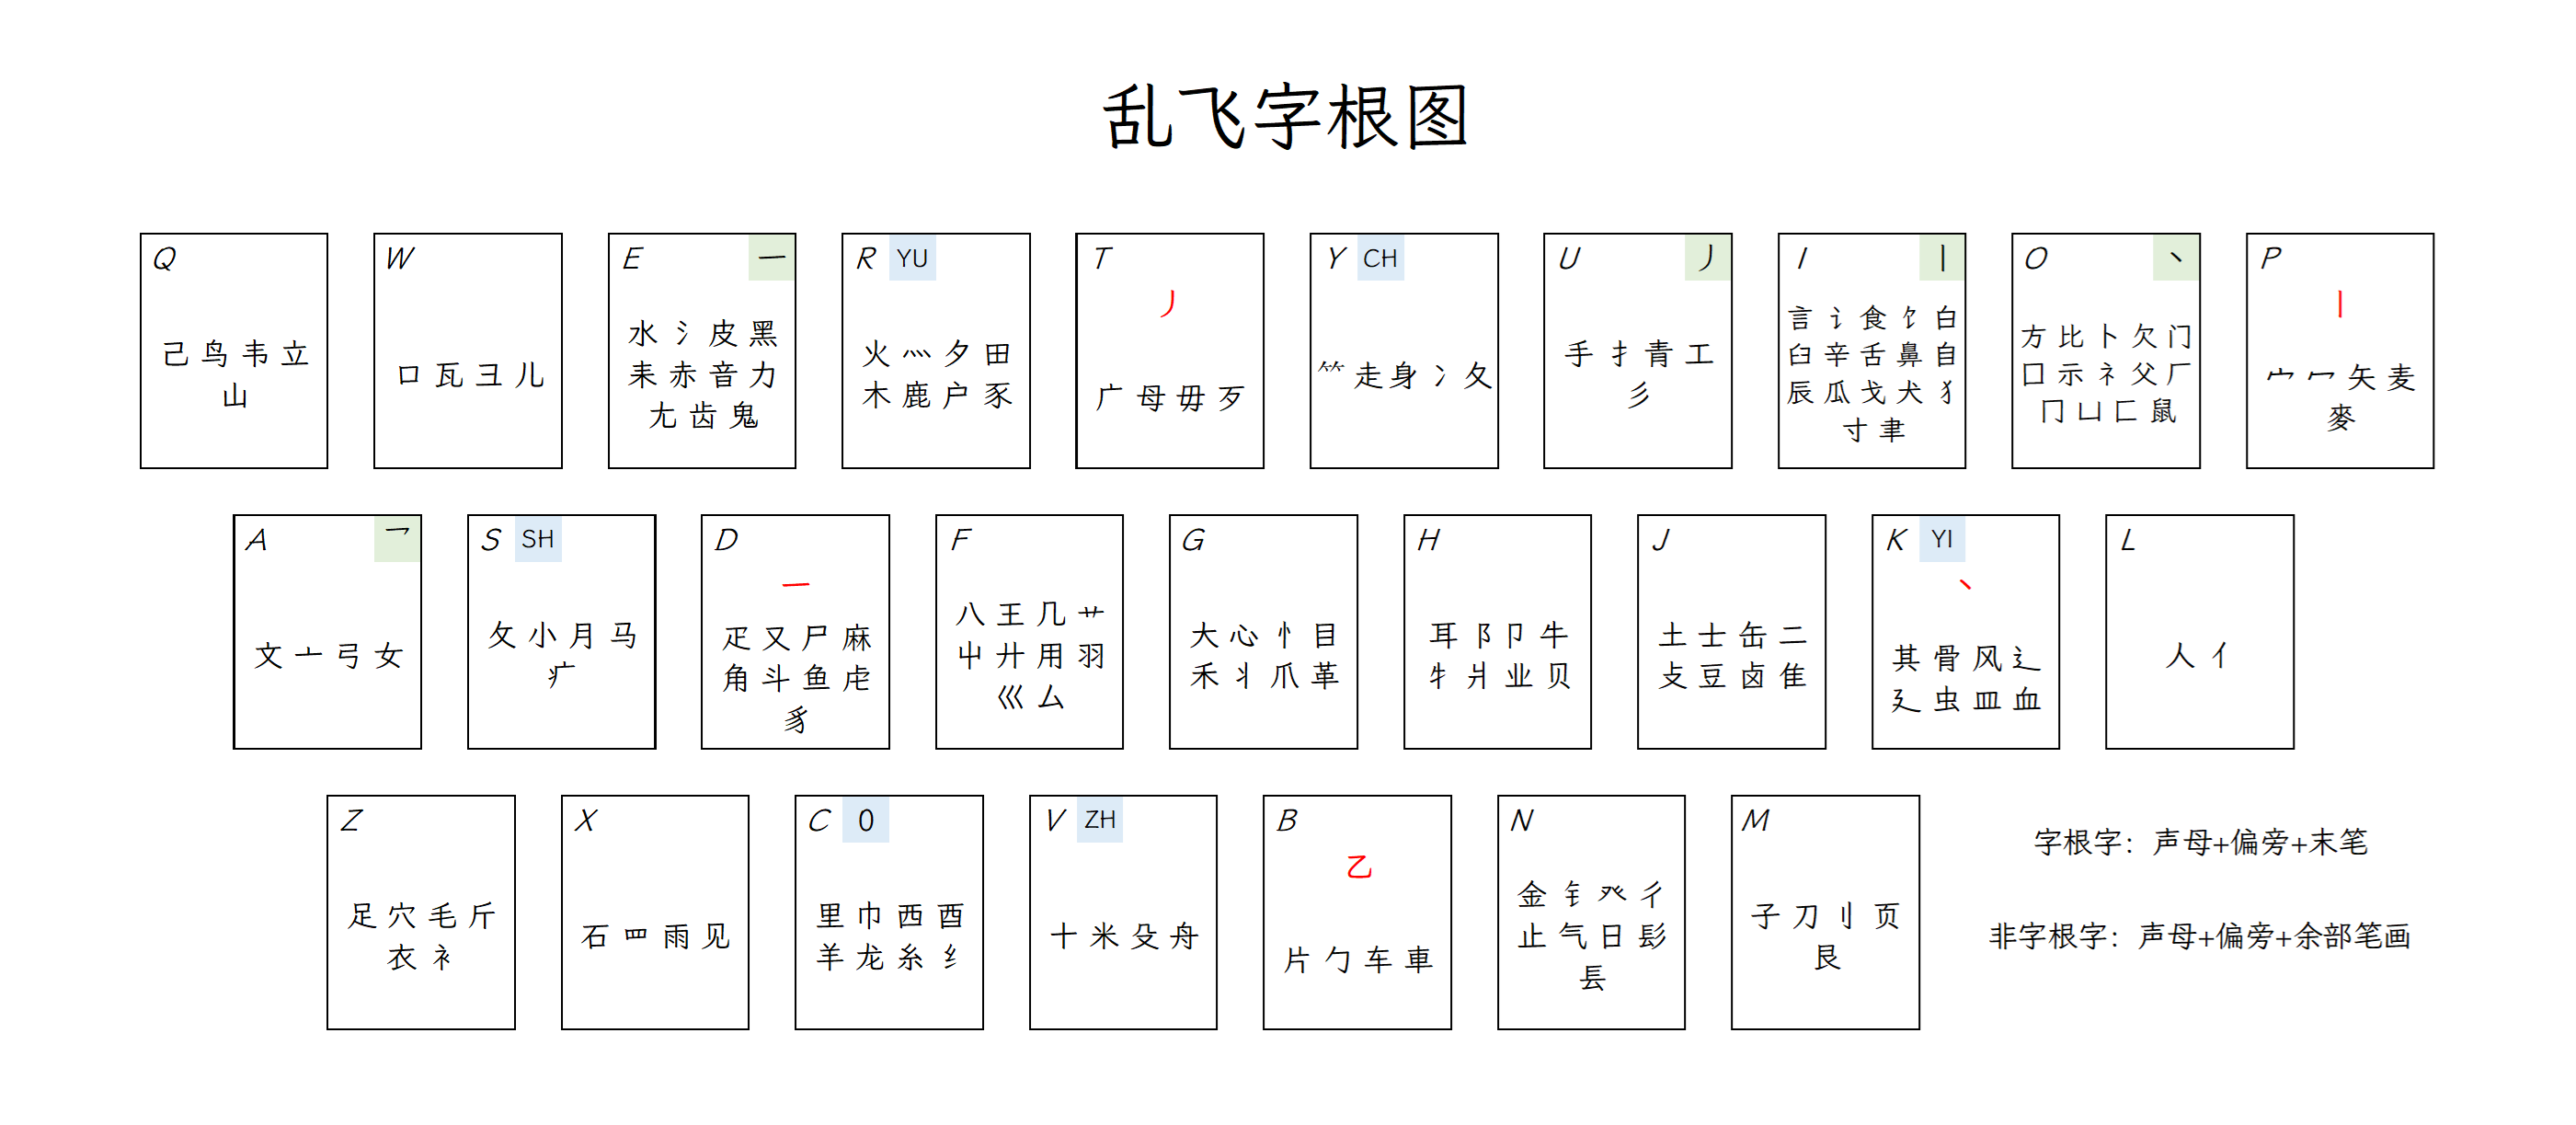 乱飞字根图
Q
己 鸟 韦 立
山
W
口 瓦 彐 儿
E 一
水 氵 皮 黑
耒 赤 音 力
尢 齿 鬼
R YU
火 灬 夕 田
木 鹿 户 豕
T
丿
广 母 毋 歹
Y CH
⺮ 走 身 冫 夂
U 丿
手 扌 青 工
彡
I 丨
言 讠 食 饣 白
臼 辛 舌 鼻 自
辰 瓜 戈 犬 犭
寸 聿
O 丶
方 比 卜 欠 门
囗 示 礻 父 厂
冂 凵 匚 鼠
P
丨
宀 冖 矢 麦
麥
A 乛
文 亠 弓 女
S SH
攵 小 月 马
疒
D
一
疋 又 尸 麻
角 斗 鱼 虍
豸
F
八 王 几 艹
屮 廾 用 羽
巛 厶
G
大 心 忄 目
禾 丬 爪 革
H
耳 阝 卩 牛
牜 爿 业 贝
J
土 士 缶 二
支 豆 卤 隹
K YI
丶
其 骨 风 辶
廴 虫 皿 血
L
人 亻
Z
足 穴 毛 斤
衣 衤
X
石 罒 雨 见
C 0
里 巾 西 酉
羊 龙 糸 纟
V ZH
十 米 殳 舟
B
乙
片 勹 车 車
N
金 钅 癶 彳
止 气 日 髟
镸
M
子 刀 刂 页
艮
字根字：声母+偏旁+末笔
非字根字：声母+偏旁+余部笔画